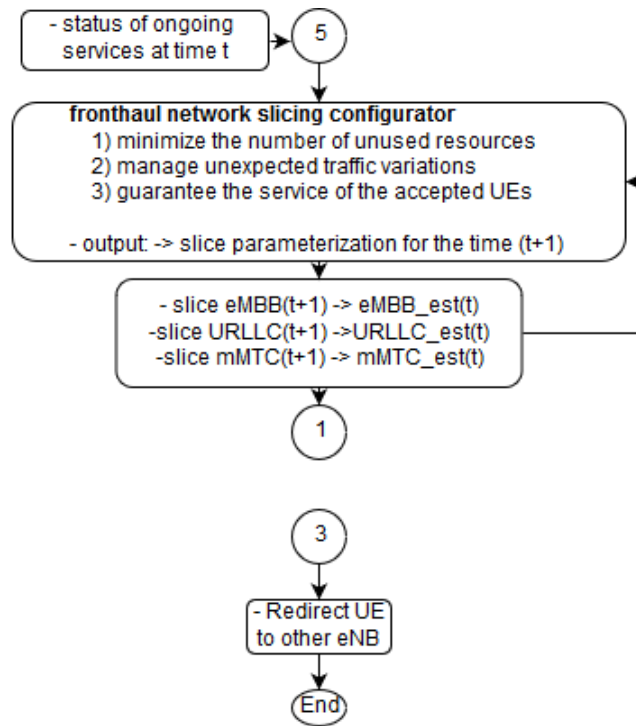 - status of ongoing
services at time t
5
fronthaul network slicing configurator
1) minimize the number of unused resources
2) manage unexpected traffic variations
3) guarantee the service of the accepted UEs
- output: -> slice parameterization for the time (t+1)
- slice eMBB(t+1) -> eMBB_est(t)
-slice URLLC(t+1) ->URLLC_est(t)
-slice mMTC(t+1) -> mMTC_est(t)
1
3
- Redirect UE
to other eNB
End